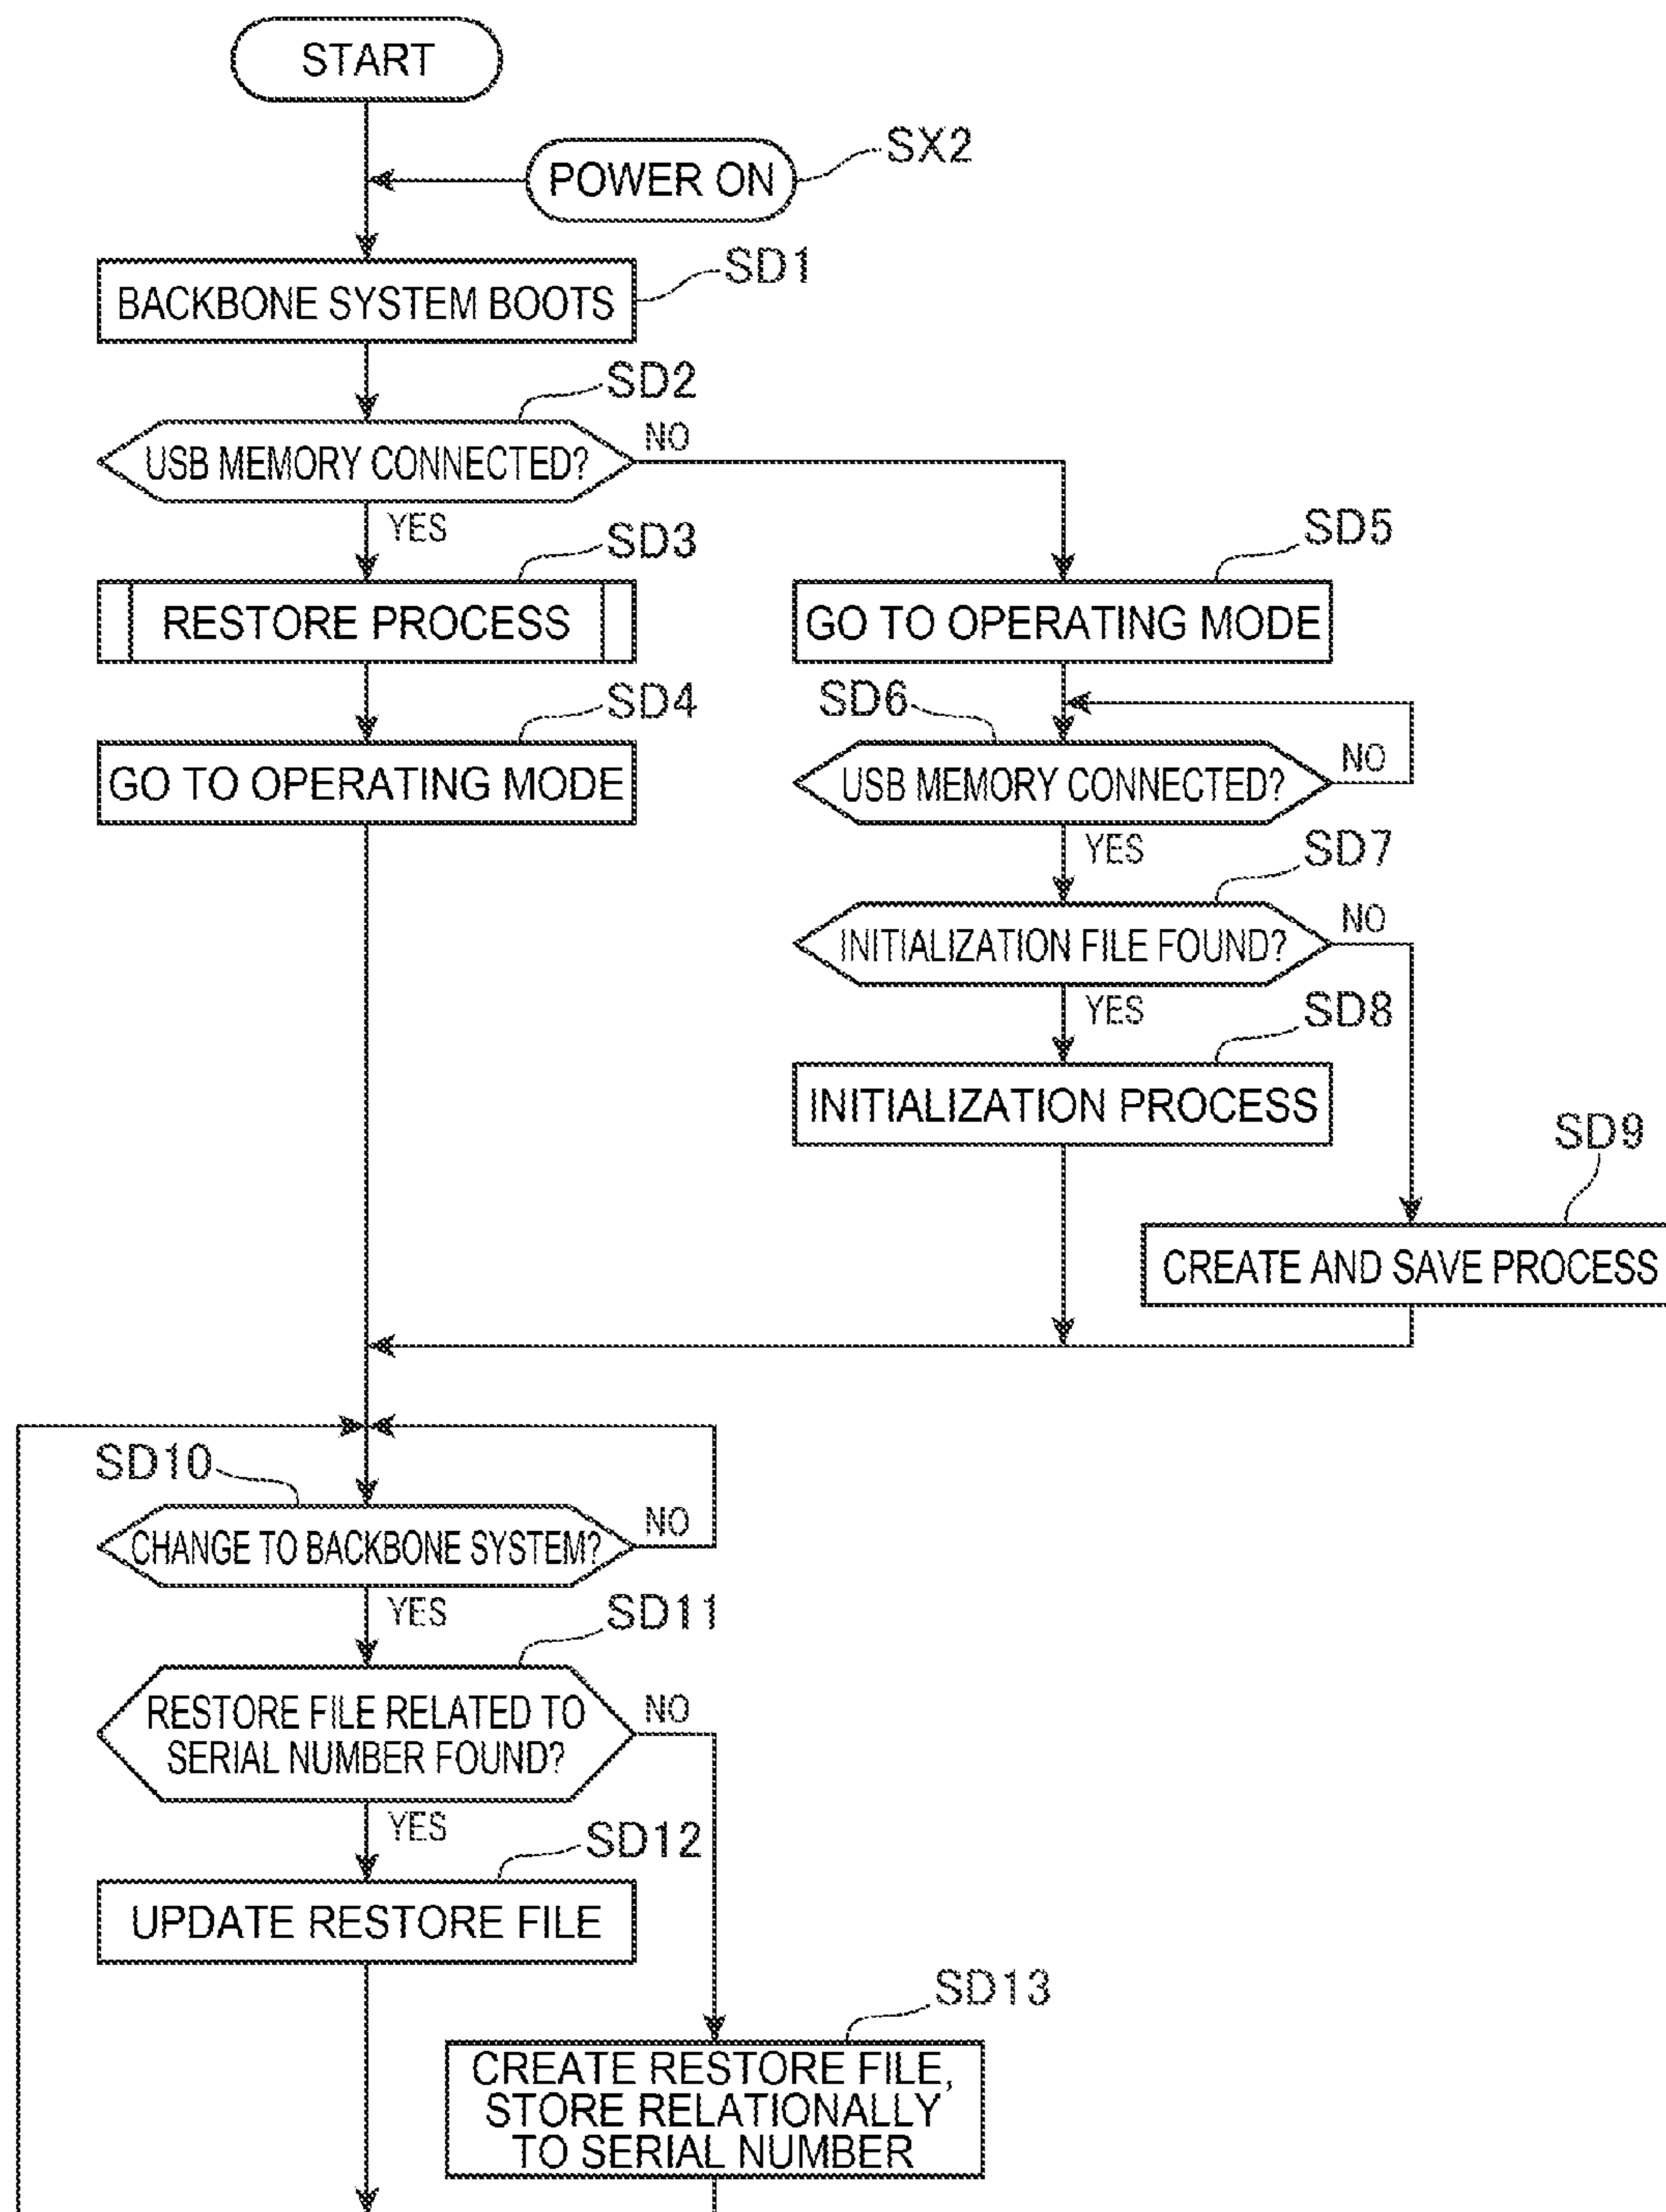 START
POWER ON
SX2
SD1
BACKBONE SYSTEM BOOTS
SD2
USB MEMORY CONNECTED?
NO
YES
SD3
RESTORE PROCESS
SD5
GO TO OPERATING MODE
SD4
GO TO OPERATING MODE
SD6
USB MEMORY CONNECTED?
NO
YES
SD7
INITIALIZATION FILE FOUND?
NO
YES
SD8
INITIALIZATION PROCESS
SD9
CREATE AND SAVE PROCESS
SD10
CHANGE TO BACKBONE SYSTEM?
NO
YES
SD11
RESTORE FILE RELATED TO
SERIAL NUMBER FOUND?
NO
YES
SD12
UPDATE RESTORE FILE
SD13
CREATE RESTORE FILE,
STORE RELATIONALLY
TO SERIAL NUMBER